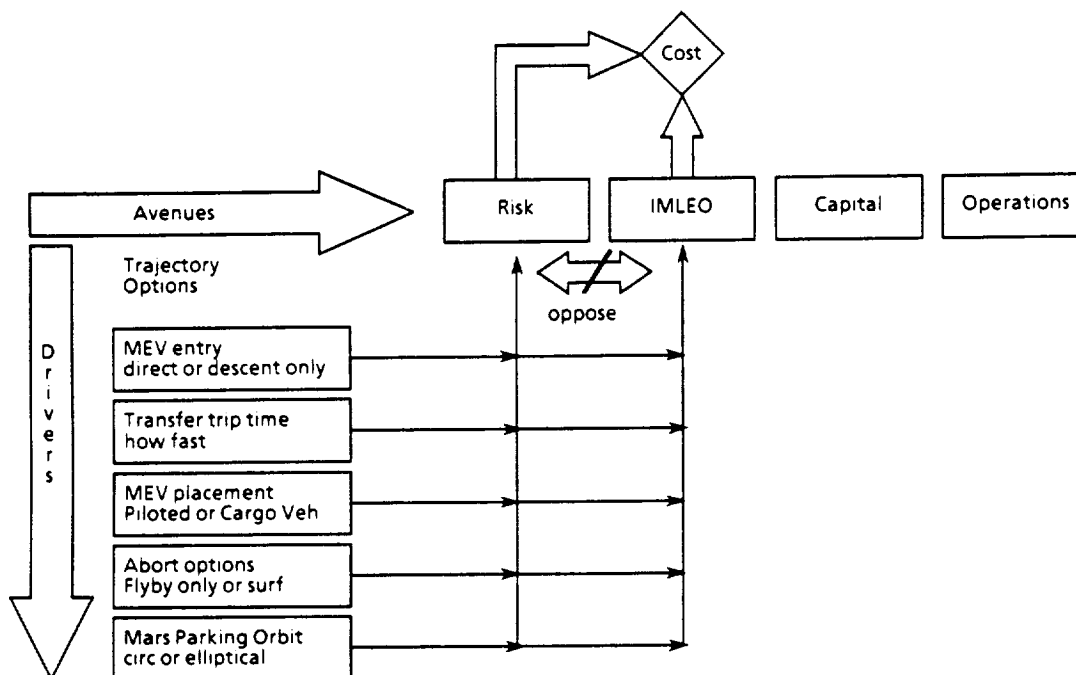 Cost
Avenues
Risk
IMLEO
Capital
Operations
Trajectory
Options
oppose
Drivers
MEV entry
direct or descent only
Transfer trip time
how fast
MEV placement
Piloted or Cargo Veh
Abort options
Flyby only or surf
Mars Parking Orbit
circ or elliptical